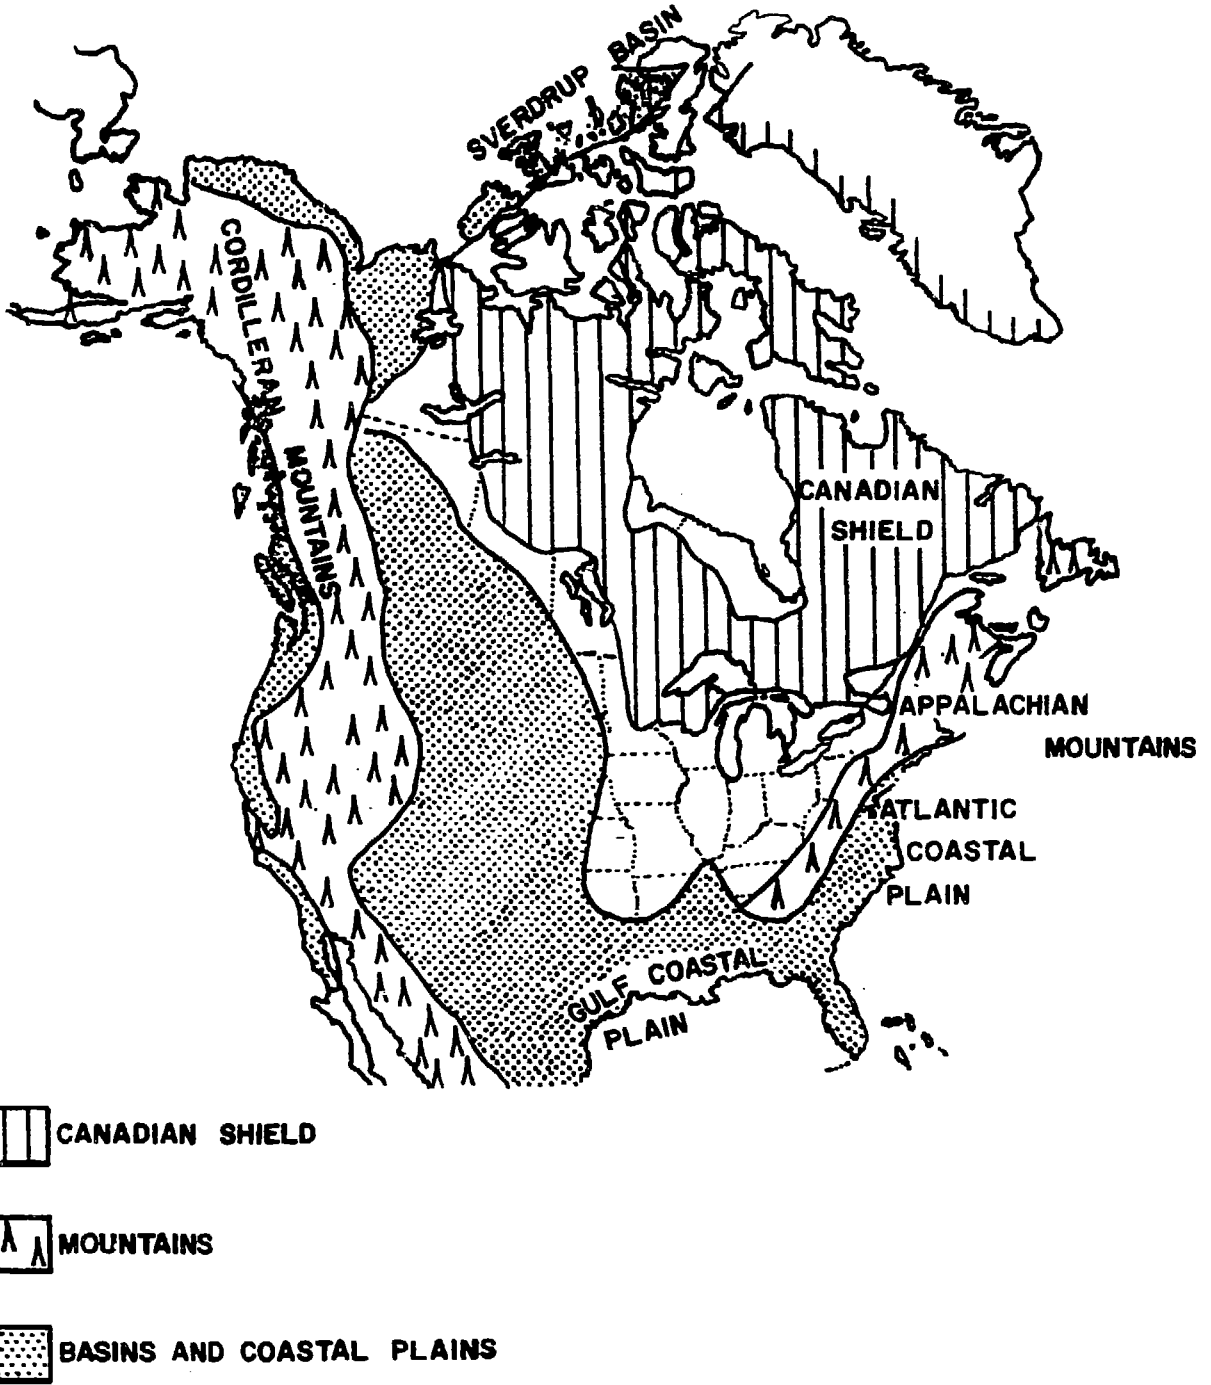 SVERDRUP BASIN
CORDILLERAN
MOUNTAINS
CANADIAN
SHIELD
APPALACHIAN
MOUNTAINS
ATLANTIC
COASTAL
PLAIN
GULF COASTAL
PLAIN
CANADIAN SHIELD
MOUNTAINS
BASINS AND COASTAL PLAINS